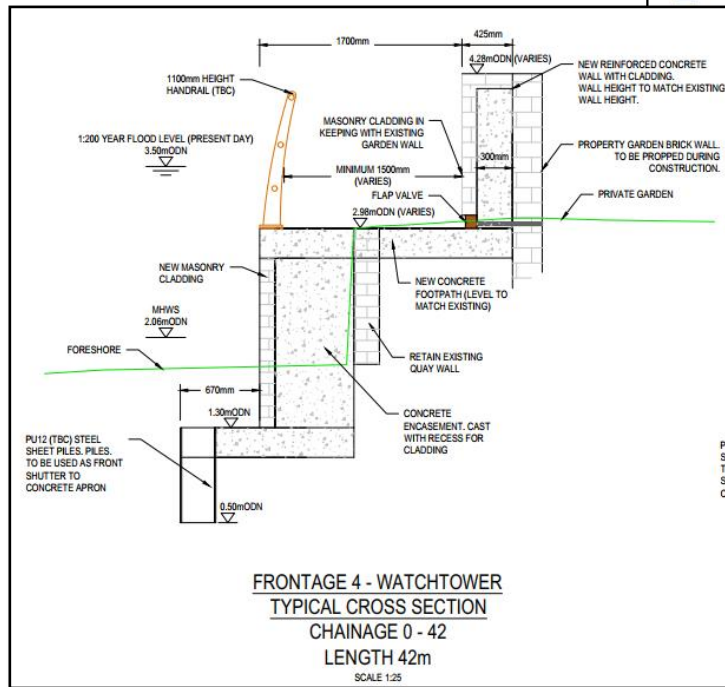 425mm
1700mm
4.28mODN (VARIES)
1100mm HEIGHT
HANDRAIL (TBC)
NEW REINFORCED CONCRETE
WALL WITH CLADDING.
WALL HEIGHT TO MATCH EXISTING
WALL HEIGHT.
MASONRY CLADDING IN
KEEPING WITH EXISTING
GARDEN WALL
1:200 YEAR FLOOD LEVEL (PRESENT DAY)
3.50mODN
PROPERTY GARDEN BRICK WALL.
TO BE PROPPED DURING
CONSTRUCTION.
300mm
MINIMUM 1500mm
(VARIES)
FLAP VALVE
PRIVATE GARDEN
2.98mODN (VARIES)
NEW MASONRY
CLADDING
NEW CONCRETE
FOOTPATH (LEVEL TO
MATCH EXISTING)
MHWS
2.06mODN
FORESHORE
RETAIN EXISTING
QUAY WALL
670mm
1.30mODN
CONCRETE
ENCASEMENT. CAST
WITH RECESS FOR
CLADDING
PU12 (TBC) STEEL
SHEET PILES. PILES.
TO BE USED AS FRONT
SHUTTER TO
CONCRETE APRON
0.50mODN
P
S
T
S
C
FRONTAGE 4 - WATCHTOWER
TYPICAL CROSS SECTION
CHAINAGE 0 - 42
LENGTH 42m
SCALE 1:25